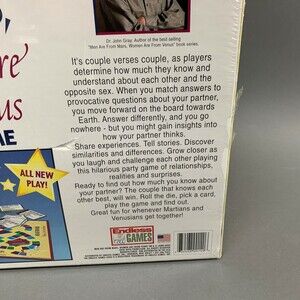 Dr. John Gray, Author of the best selling
"Men Are From Mars, Women Are From Venus" book series.
It's couple verses couple, as players
determine how much they know and
understand about each other and the
opposite sex. When you match answers to
provocative questions about your partner,
you move forward on the board towards
Earth. Answer differently, and you go
nowhere - but you might gain insights into
how your partner thinks.
Share experiences. Tell stories. Discover
similarities and differences. Grow closer as
you laugh and challenge each other playing
this hilarious party game of relationships,
realities and surprises.
Ready to find out how much you know about
your partner? The couple that knows each
other best, will win. Roll the die, pick a card,
play the game and find out.
Great fun for whenever Martians and
Venusians get together!
re
us
ME
ALL NEW
PLAY!
Endless
GAMES